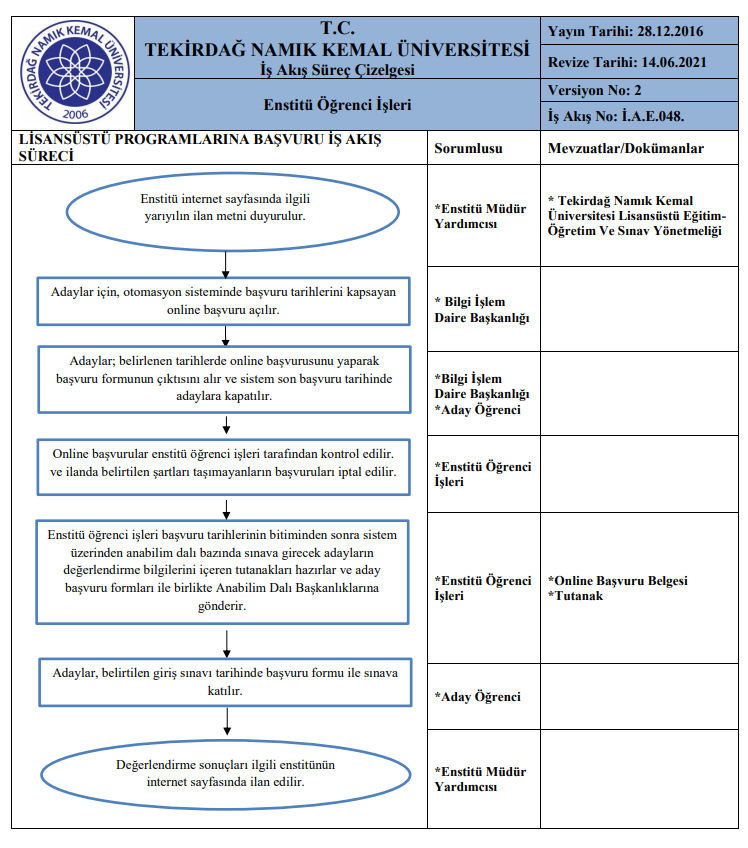 TEKİRDAĞ NAMIK KEMAL ÜNİVERSİTESİ
2006
T.C.
TEKİRDAĞ NAMIK KEMAL ÜNİVERSİTESİ
İş Akış Süreç Çizelgesi
Enstitü Öğrenci İşleri
Yayın Tarihi: 28.12.2016
Revize Tarihi: 14.06.2021
Versiyon No: 2
İş Akış No: İ.A.E.048.
LİSANSÜSTÜ PROGRAMLARINA BAŞVURU İŞ AKIŞ
SÜRECİ
Sorumlusu
Mevzuatlar/Dokümanlar
Enstitü internet sayfasında ilgili
yarıyılın ilan metni duyurulur.
*Enstitü Müdür
Yardımcısı
* Tekirdağ Namık Kemal
Üniversitesi Lisansüstü Eğitim-
Öğretim Ve Sınav Yönetmeliği
Adaylar için, otomasyon sisteminde başvuru tarihlerini kapsayan
online başvuru açılır.
* Bilgi İşlem
Daire Başkanlığı
Adaylar; belirlenen tarihlerde online başvurusunu yaparak
başvuru formunun çıktısını alır ve sistem son başvuru tarihinde
adaylara kapatılır.
*Bilgi İşlem
Daire Başkanlığı
*Aday Öğrenci
Online başvurular enstitü öğrenci işleri tarafından kontrol edilir.
ve ilanda belirtilen şartları taşımayanların başvuruları iptal edilir.
*Enstitü Öğrenci
İşleri
Enstitü öğrenci işleri başvuru tarihlerinin bitiminden sonra sistem
üzerinden anabilim dalı bazında sınava girecek adayların
değerlendirme bilgilerini içeren tutanakları hazırlar ve aday
başvuru formları ile birlikte Anabilim Dalı Başkanlıklarına
gönderir.
*Enstitü Öğrenci
İşleri
*Online Başvuru Belgesi
*Tutanak
Adaylar, belirtilen giriş sınavı tarihinde başvuru formu ile sınava
katılır.
*Aday Öğrenci
Değerlendirme sonuçları ilgili enstitünün
internet sayfasında ilan edilir.
*Enstitü Müdür
Yardımcısı